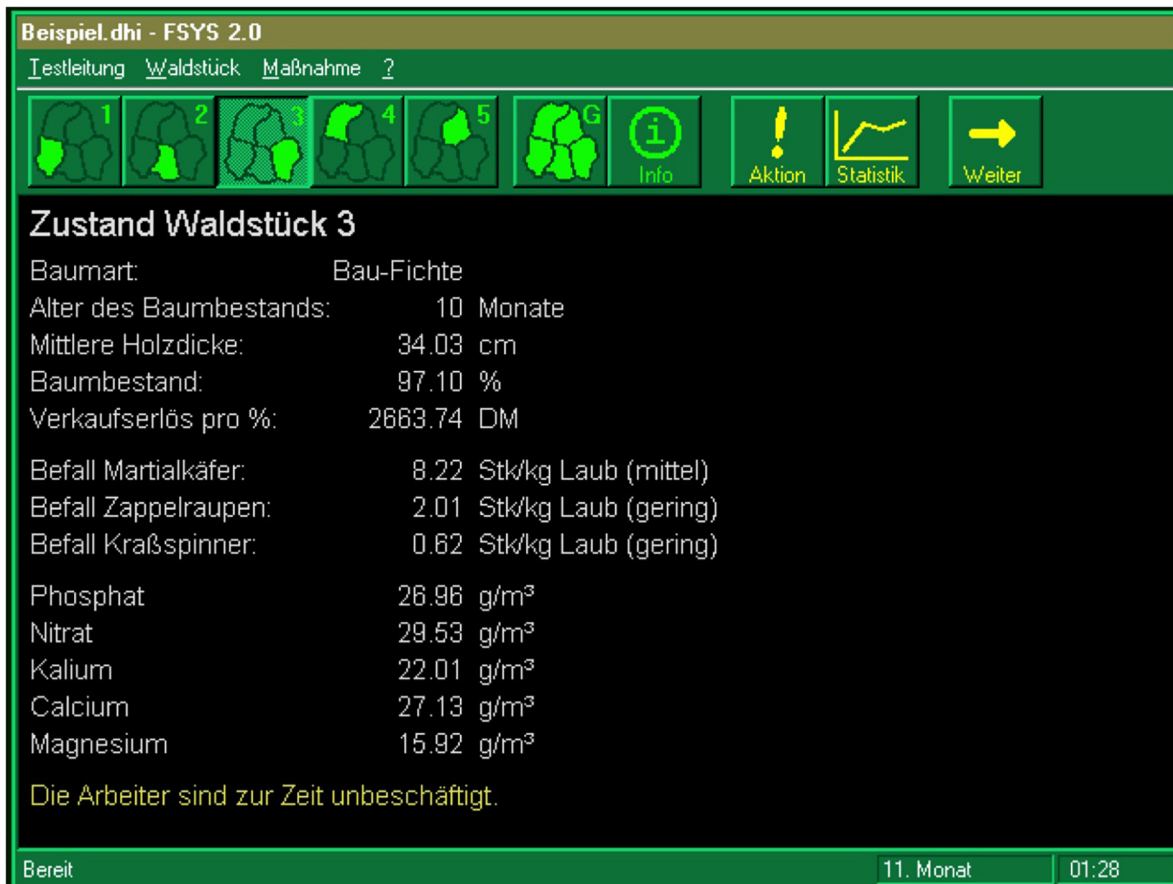 Beispiel.dhi - FSYS 2.0
Testleitung Waldstück Maßnahme ?
1 2 3 4 5 G i
Info Aktion Statistik Weiter
Zustand Waldstück 3
Baumart: Bau-Fichte
Alter des Baumbestands: 10 Monate
Mittlere Holzdicke: 34.03 cm
Baumbestand: 97.10 %
Verkaufserlös pro %: 2663.74 DM
Befall Martialkäfer: 8.22 Stk/kg Laub (mittel)
Befall Zappelraupen: 2.01 Stk/kg Laub (gering)
Befall Kraßspinner: 0.62 Stk/kg Laub (gering)
Phosphat 26.96 g/m³
Nitrat 29.53 g/m³
Kalium 22.01 g/m³
Calcium 27.13 g/m³
Magnesium 15.92 g/m³
Die Arbeiter sind zur Zeit unbeschäftigt.
Bereit 11. Monat 01:28